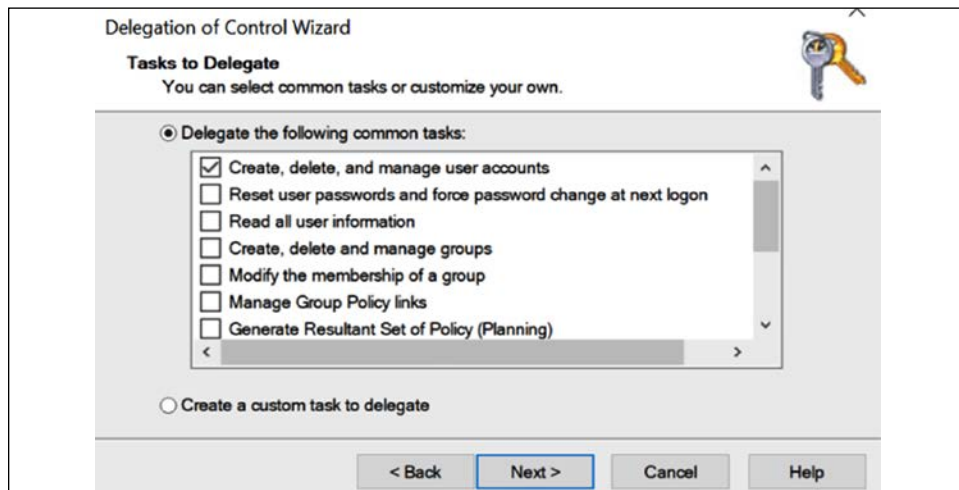 Delegation of Control Wizard
Tasks to Delegate
You can select common tasks or customize your own.
Delegate the following common tasks:
Create, delete, and manage user accounts
Reset user passwords and force password change at next logon
Read all user information
Create, delete and manage groups
Modify the membership of a group
Manage Group Policy links
Generate Resultant Set of Policy (Planning)
Create a custom task to delegate
< Back Next > Cancel Help